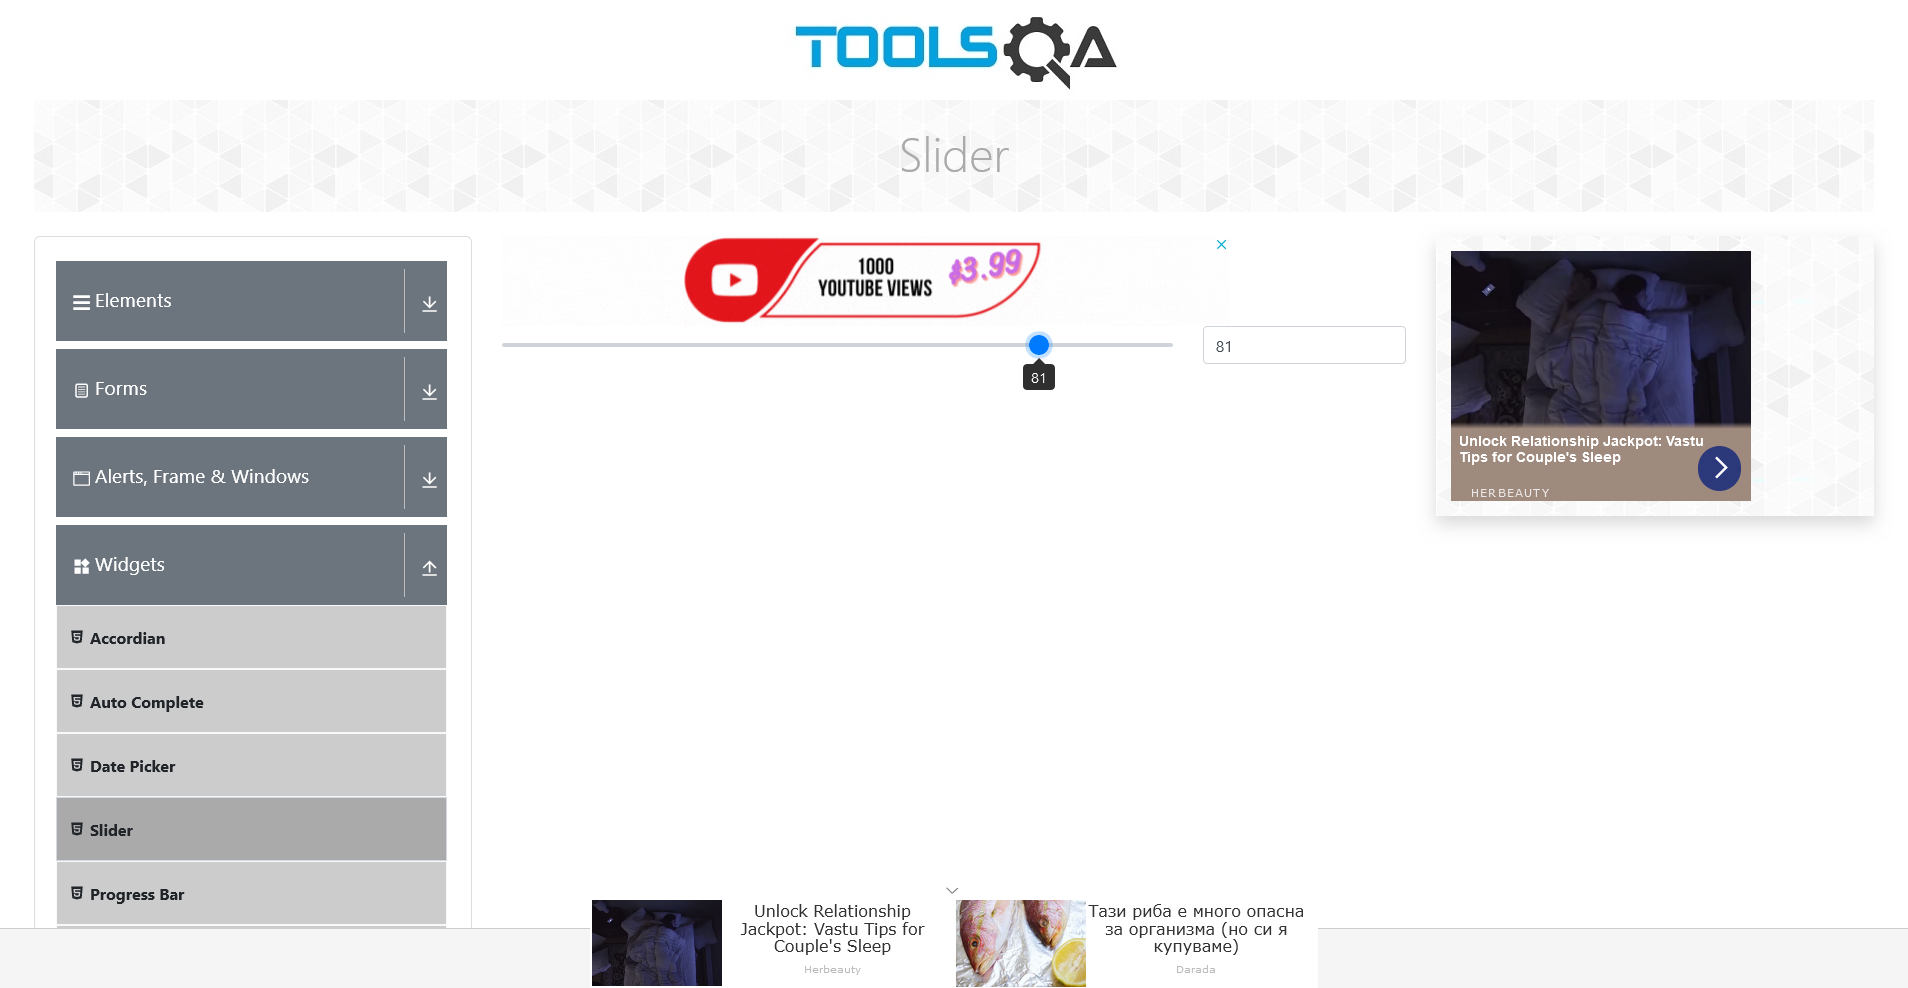 TOOLSQA
Slider
Elements
Forms
Alerts, Frame & Windows
Widgets
Accordian
Auto Complete
Date Picker
Slider
Progress Bar
1000
YOUTUBE VIEWS
$3.99
81
81
Unlock Relationship Jackpot: Vastu
Tips for Couple's Sleep
HERBEAUTY
Unlock Relationship
Jackpot: Vastu Tips for
Couple's Sleep
Herbeauty
Тази риба е много опасна
за организма (но си я
купуваме)
Darada